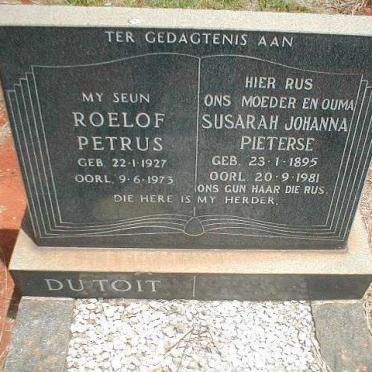 TER GEDAGTENIS AAN
MY SEUN
ROELOF
PETRUS
GEB. 22-1-1927
OORL. 9-6-1973
HIER RUS
ONS MOEDER EN OUMA
SUSARAH JOHANNA
PIETERSE
GEB. 23-1-1895
OORL. 20-9-1981
ONS GUN HAAR DIE RUS.
DIE HERE IS MY HERDER.
DU TOIT